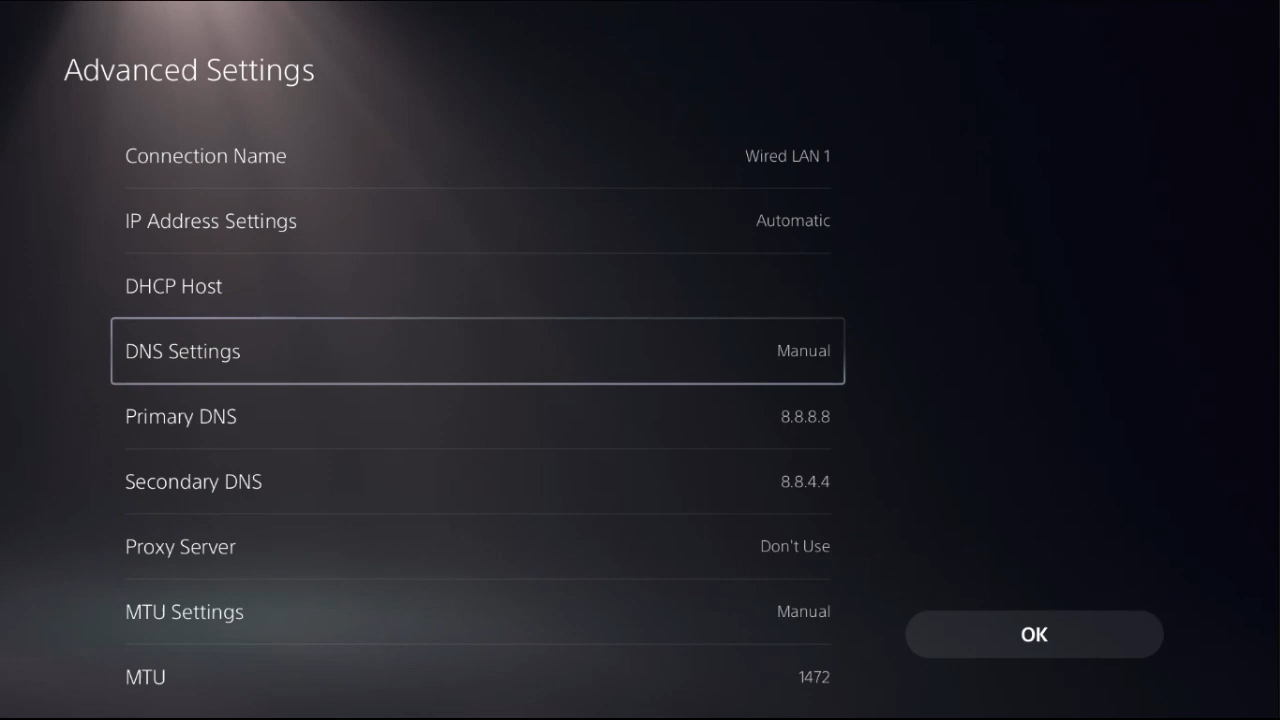 Advanced Settings
Connection Name Wired LAN 1
IP Address Settings Automatic
DHCP Host
DNS Settings Manual
Primary DNS 8.8.8.8
Secondary DNS 8.8.4.4
Proxy Server Don't Use
MTU Settings Manual
OK
MTU 1472